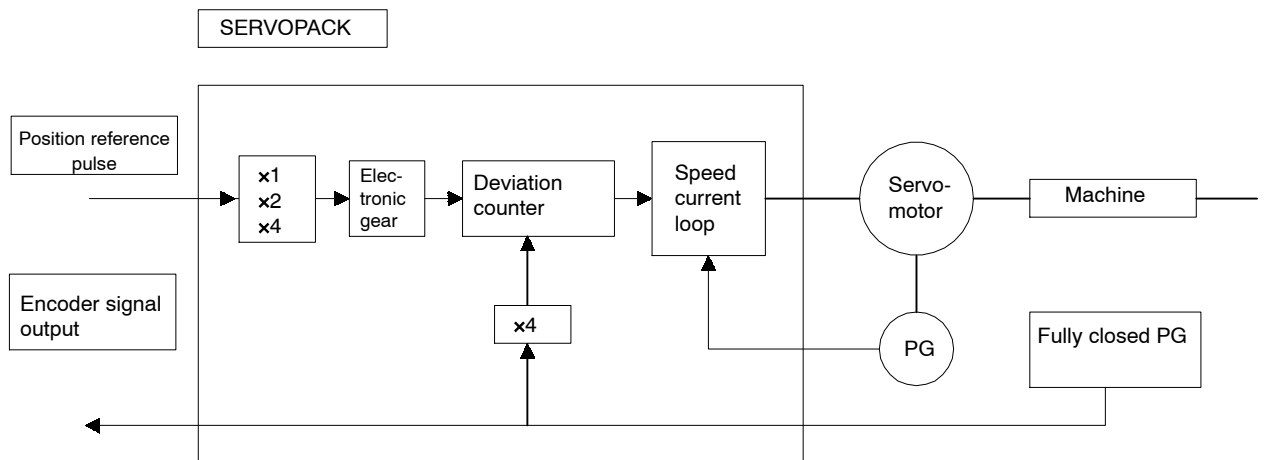 SERVOPACK
Position reference
pulse
×1
×2
×4
Elec-
tronic
gear
Deviation
counter
Speed
current
loop
Servo-
motor
Machine
Encoder signal
output
×4
PG
Fully closed PG